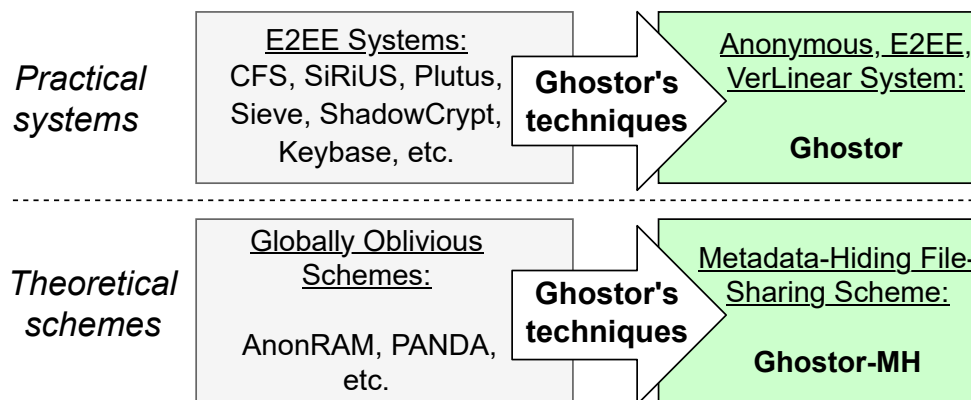 Practical
systems
E2EE Systems:
CFS, SiRiUS, Plutus,
Sieve, ShadowCrypt,
Keybase, etc.
Ghostor's
techniques
Anonymous, E2EE,
VerLinear System:
Ghostor
Theoretical
schemes
Globally Oblivious
Schemes:
AnonRAM, PANDA,
etc.
Ghostor's
techniques
Metadata-Hiding File-
Sharing Scheme:
Ghostor-MH